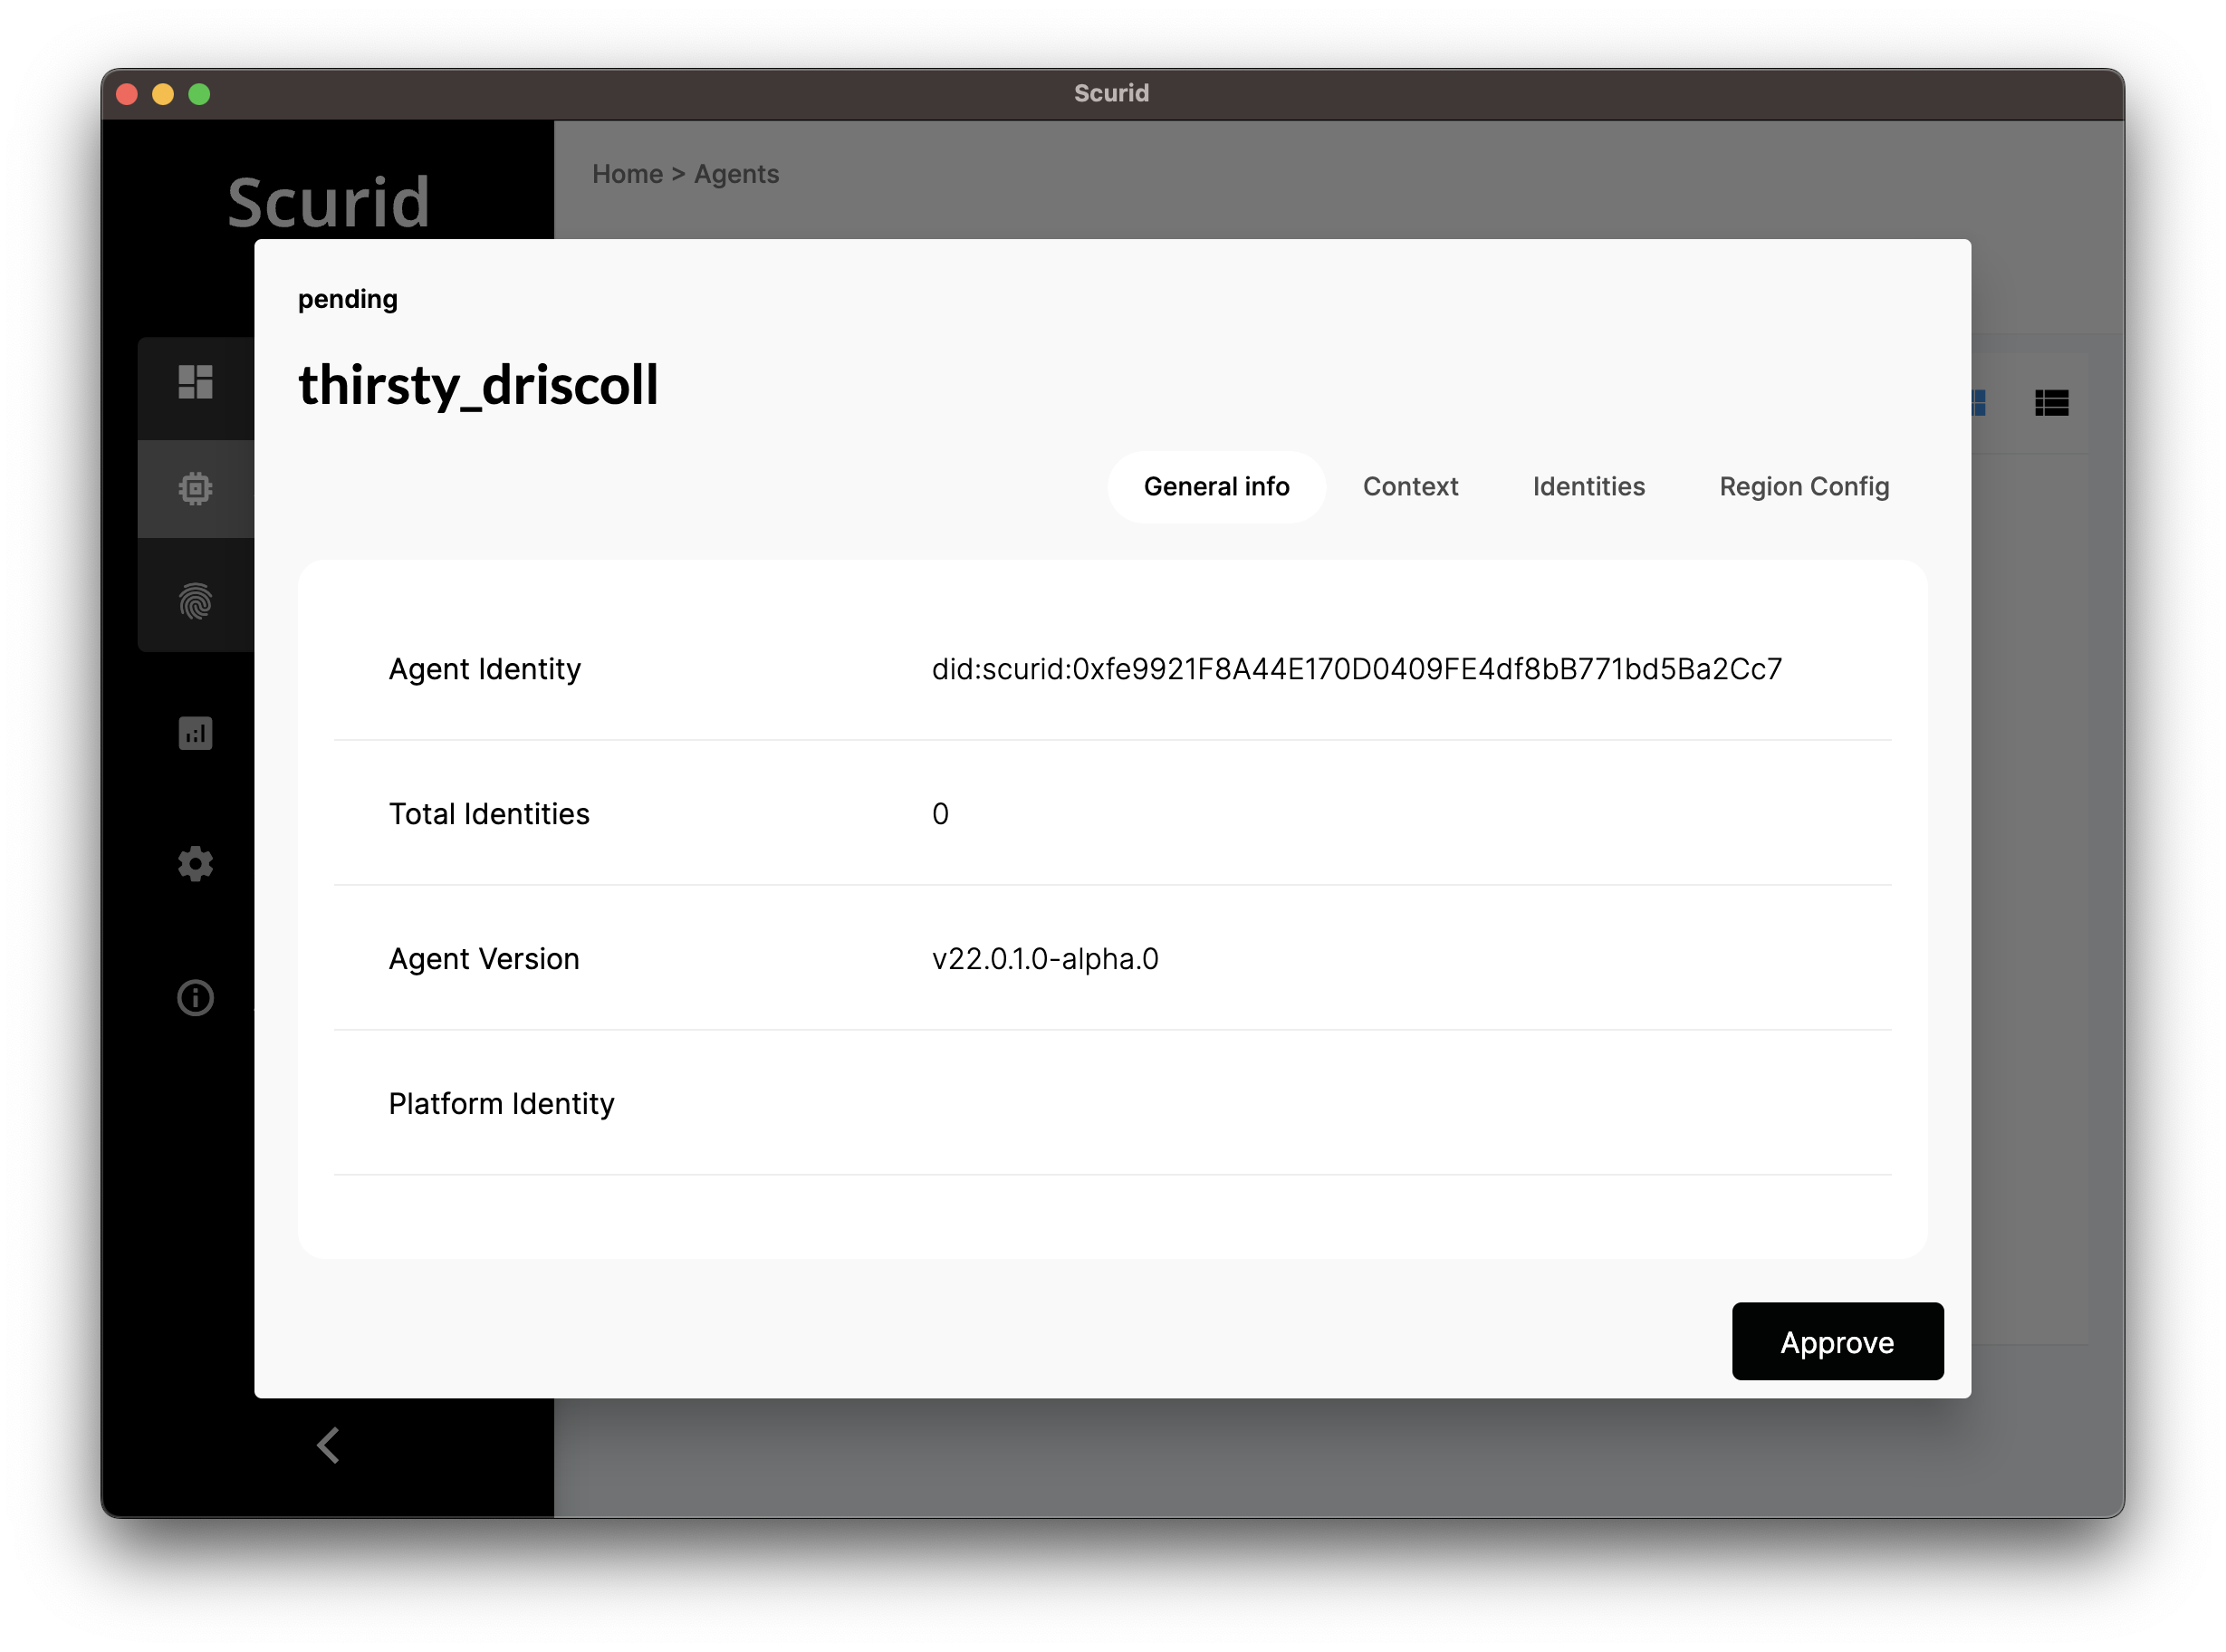 Scurid
Scurid
Home > Agents
pending
thirsty_driscoll
General info
Context
Identities
Region Config
Agent Identity
did:scurid:0xfe9921F8A44E170D0409FE4df8bB771bd5Ba2Cc7
Total Identities
0
Agent Version
v22.0.1.0-alpha.0
Platform Identity
Approve